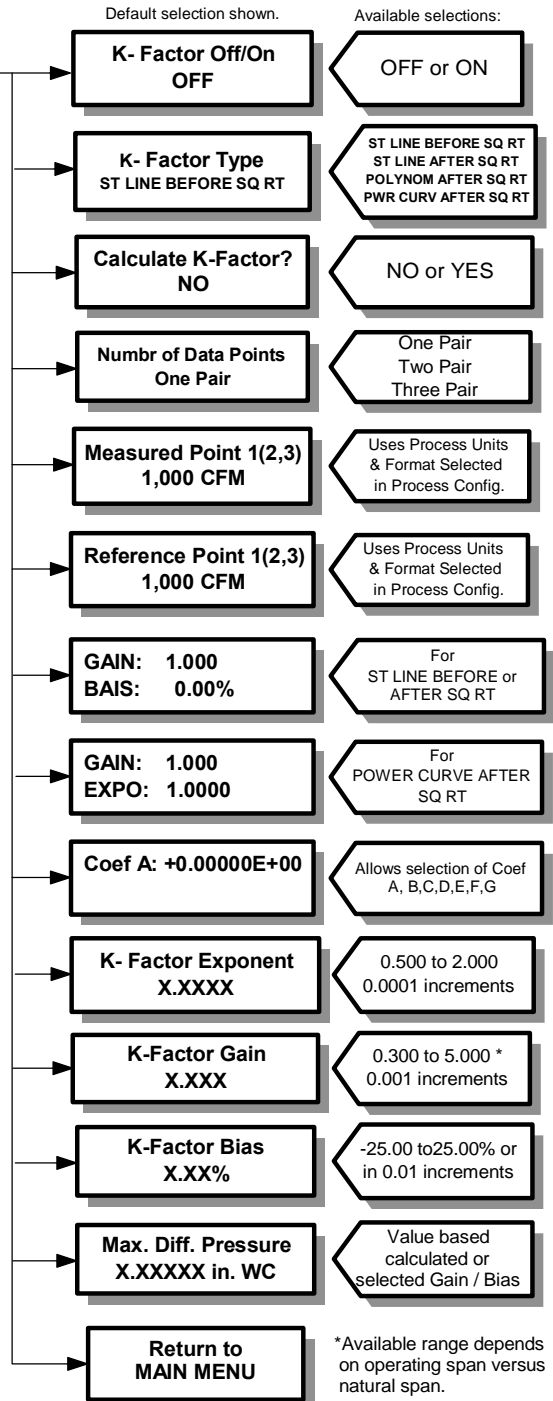 Default selection shown.
Available selections:
K- Factor Off/On
OFF
OFF or ON
K- Factor Type
ST LINE BEFORE SQ RT
ST LINE BEFORE SQ RT
ST LINE AFTER SQ RT
POLYNOM AFTER SQ RT
PWR CURV AFTER SQ RT
Calculate K-Factor?
NO
NO or YES
Numbr of Data Points
One Pair
One Pair
Two Pair
Three Pair
Measured Point 1(2,3)
1,000 CFM
Uses Process Units
& Format Selected
in Process Config.
Reference Point 1(2,3)
1,000 CFM
Uses Process Units
& Format Selected
in Process Config.
GAIN: 1.000
BAIS: 0.00%
For
ST LINE BEFORE or
AFTER SQ RT
GAIN: 1.000
EXPO: 1.0000
For
POWER CURVE AFTER
SQ RT
Coef A: +0.00000E+00
Allows selection of Coef
A, B,C,D,E,F,G
K- Factor Exponent
X.XXXX
0.500 to 2.000
0.0001 increments
K-Factor Gain
X.XXX
0.300 to 5.000 *
0.001 increments
K-Factor Bias
X.XX%
-25.00 to25.00% or
in 0.01 increments
Max. Diff. Pressure
X.XXXXX in. WC
Value based
calculated or
selected Gain / Bias
Return to
MAIN MENU
*Available range depends
on operating span versus
natural span.